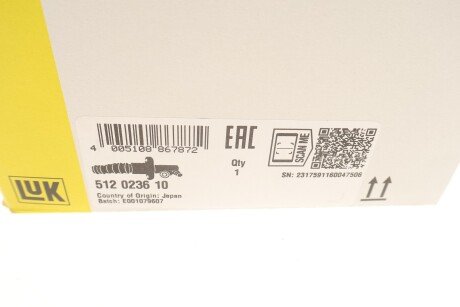 LUK
4 005108 867872
512 0236 10
Country of Origin: Japan
Batch: E001079607
EAC
Qty
1
SCAN ME
SN: 2317591160047506